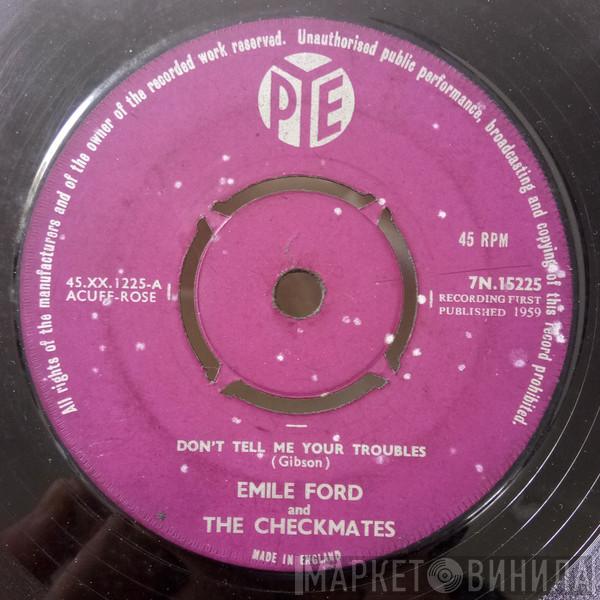 All rights of the manufacturers and of the owner of the recorded work reserved. Unauthorised public performance, broadcasting and copying of this record prohibited.
PYE
45 RPM
45.XX.1225-A
ACUFF-ROSE
7N.15225
RECORDING FIRST
PUBLISHED 1959
DON'T TELL ME YOUR TROUBLES
(Gibson)
EMILE FORD
and
THE CHECKMATES
MADE IN ENGLAND
МАРКЕТ ВИНИЛА